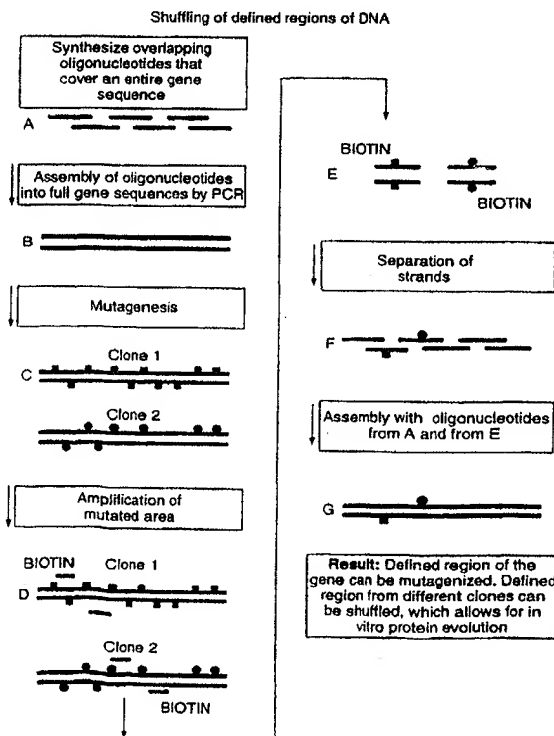 Shuffling of defined regions of DNA
Synthesize overlapping
oligonucleotides that
cover an entire gene
sequence
A
Assembly of oligonucleotides
into full gene sequences by PCR
B
Mutagenesis
Clone 1
C
Clone 2
Amplification of
mutated area
BIOTIN
Clone 1
D
Clone 2
BIOTIN
BIOTIN
E
BIOTIN
Separation of
strands
F
Assembly with oligonucleotides
from A and from E
G
Result: Defined region of the
gene can be mutagenized. Defined
region from different clones can
be shuffled, which allows for in
vitro protein evolution